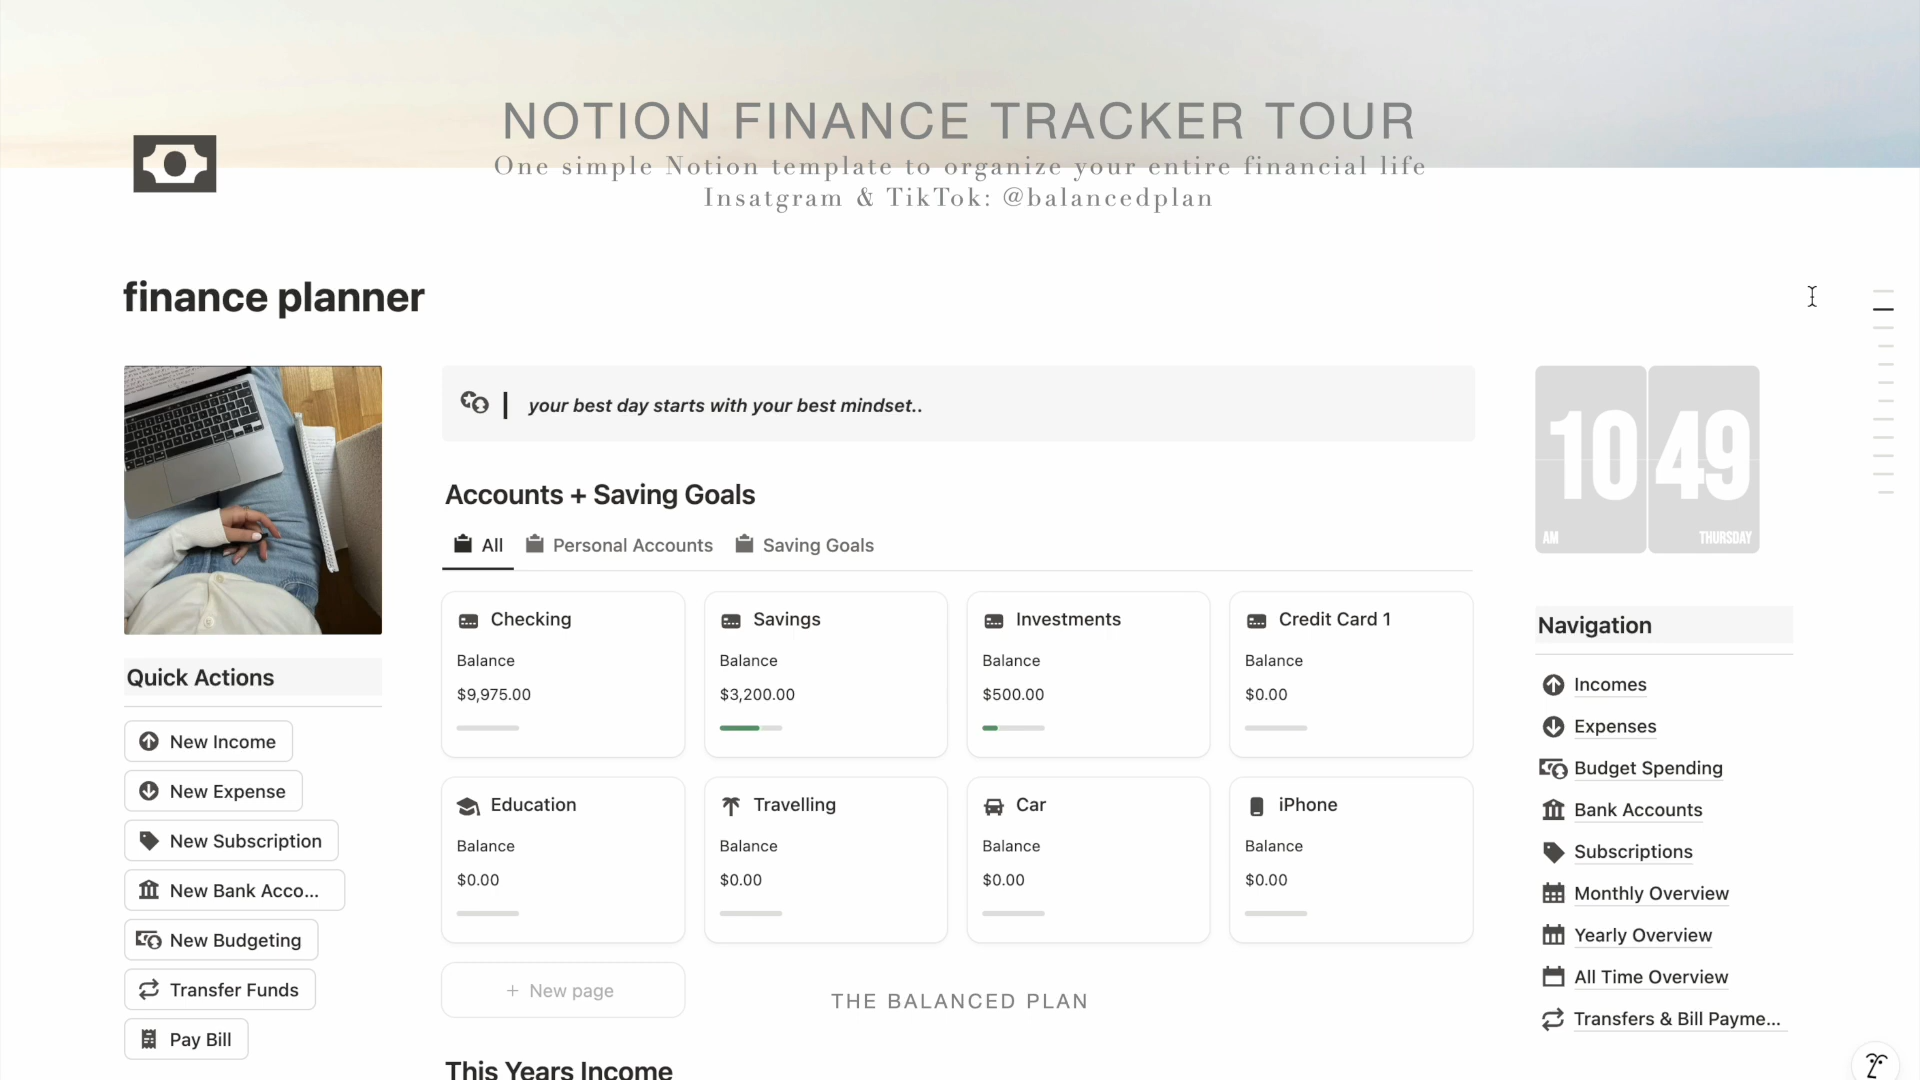 NOTION FINANCE TRACKER TOUR
One simple Notion template to organize your entire financial life
Insatgram & TikTok: @balancedplan
finance planner
your best day starts with your best mindset..
Quick Actions
New Income
New Expense
New Subscription
New Bank Acco...
New Budgeting
Transfer Funds
Pay Bill
Accounts + Saving Goals
All Personal Accounts Saving Goals
Checking
Balance
$9,975.00
Savings
Balance
$3,200.00
Investments
Balance
$500.00
Credit Card 1
Balance
$0.00
Education
Balance
$0.00
Travelling
Balance
$0.00
Car
Balance
$0.00
iPhone
Balance
$0.00
+ New page
THE BALANCED PLAN
This Years Income
10 49
AM THURSDAY
Navigation
Incomes
Expenses
Budget Spending
Bank Accounts
Subscriptions
Monthly Overview
Yearly Overview
All Time Overview
Transfers & Bill Payme...